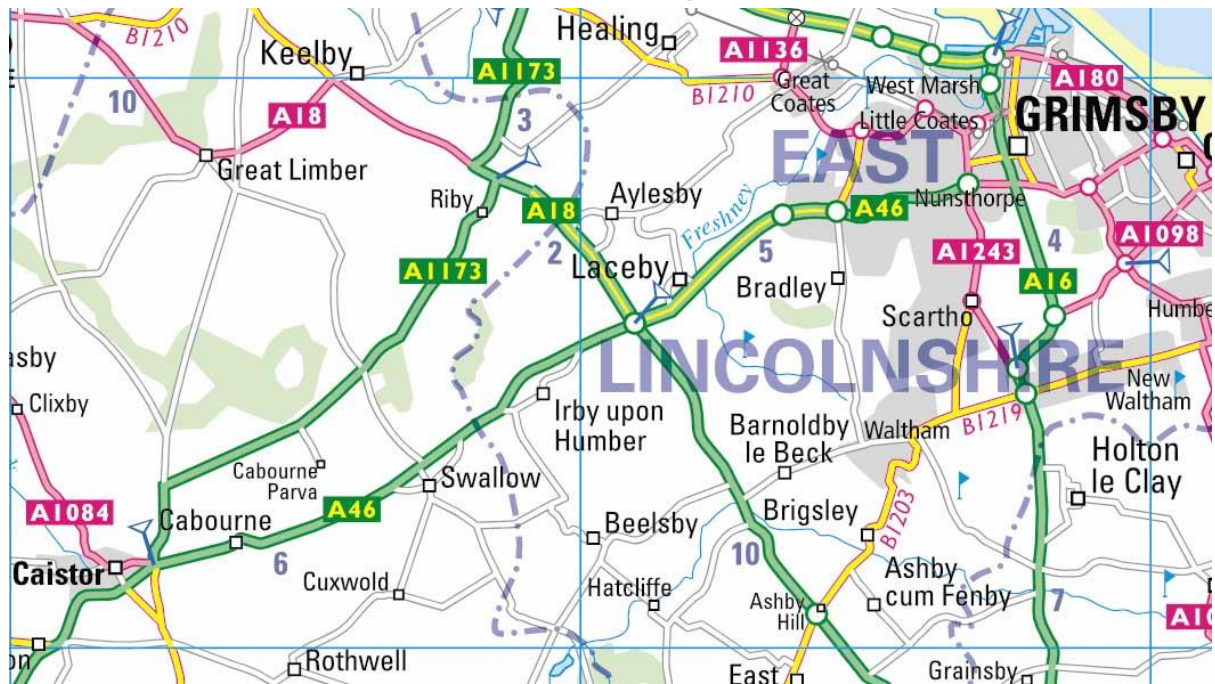 B1210
Keelby
A1173
Healing
A1136
B1210
Great
Coates
West Marsh
Little Coates
A180
GRIMSBY
10
A18
3
EAST
Great Limber
Riby
A18
2
Aylesby
Freshney
5
A46
Nunsthorpe
A1243
4
A1098
A16
A1173
Laceby
Bradley
Scartho
Humbe
LINCOLNSHIRE
asby
Clixby
Irby upon
Humber
Barnoldby
le Beck
Waltham
B1219
New
Waltham
Cabourne
Parva
Swallow
Holton
le Clay
A1084
Cabourne
A46
6
Beelsby
Brigsley
B1203
Caistor
Cuxwold
Hatcliffe
10
Ashby
Hill
Ashby
cum Fenby
7
A10
on
Rothwell
East
Grainsby